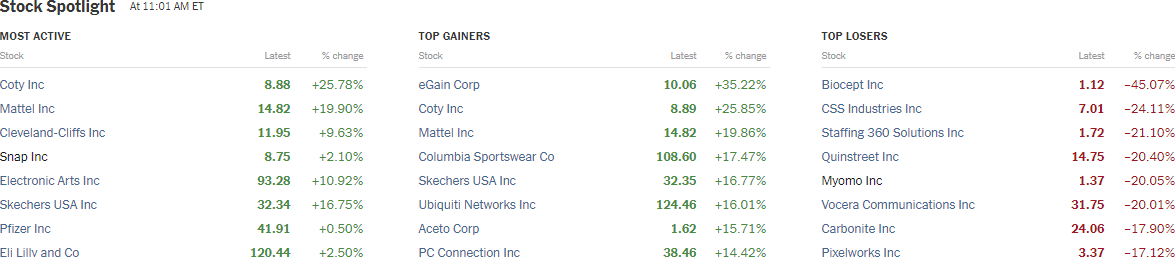 Stock Spotlight At 11:01 AM ET
MOST ACTIVE
Stock Latest % change
Coty Inc 8.88 +25.78%
Mattel Inc 14.82 +19.90%
Cleveland-Cliffs Inc 11.95 +9.63%
Snap Inc 8.75 +2.10%
Electronic Arts Inc 93.28 +10.92%
Skechers USA Inc 32.34 +16.75%
Pfizer Inc 41.91 +0.50%
Eli Lilly and Co 120.44 +2.50%
TOP GAINERS
Stock Latest % change
eGain Corp 10.06 +35.22%
Coty Inc 8.89 +25.85%
Mattel Inc 14.82 +19.86%
Columbia Sportswear Co 108.60 +17.47%
Skechers USA Inc 32.35 +16.77%
Ubiquiti Networks Inc 124.46 +16.01%
Aceto Corp 1.62 +15.71%
PC Connection Inc 38.46 +14.42%
TOP LOSERS
Stock Latest % change
Biocept Inc 1.12 –45.07%
CSS Industries Inc 7.01 –24.11%
Staffing 360 Solutions Inc 1.72 –21.10%
Quinstreet Inc 14.75 –20.40%
Myomo Inc 1.37 –20.05%
Vocera Communications Inc 31.75 –20.01%
Carbonite Inc 24.06 –17.90%
Pixelworks Inc 3.37 –17.12%